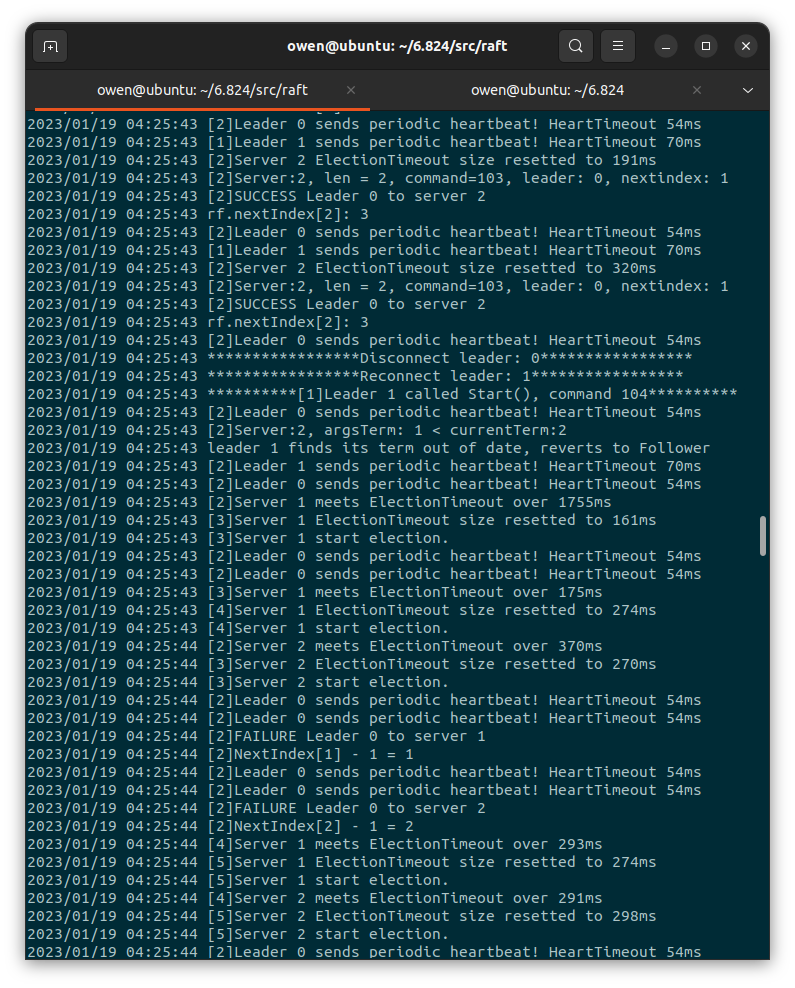 owen@ubuntu: ~/6.824/src/raft
owen@ubuntu: ~/6.824/src/raft
owen@ubuntu: ~/6.824
2023/01/19 04:25:43 [2]Leader 0 sends periodic heartbeat! HeartTimeout 54ms
2023/01/19 04:25:43 [1]Leader 1 sends periodic heartbeat! HeartTimeout 70ms
2023/01/19 04:25:43 [2]Server 2 ElectionTimeout size resetted to 191ms
2023/01/19 04:25:43 [2]Server:2, len = 2, command=103, leader: 0, nextindex: 1
2023/01/19 04:25:43 [2]SUCCESS Leader 0 to server 2
2023/01/19 04:25:43 rf.nextIndex[2]: 3
2023/01/19 04:25:43 [2]Leader 0 sends periodic heartbeat! HeartTimeout 54ms
2023/01/19 04:25:43 [1]Leader 1 sends periodic heartbeat! HeartTimeout 70ms
2023/01/19 04:25:43 [2]Server 2 ElectionTimeout size resetted to 320ms
2023/01/19 04:25:43 [2]Server:2, len = 2, command=103, leader: 0, nextindex: 1
2023/01/19 04:25:43 [2]SUCCESS Leader 0 to server 2
2023/01/19 04:25:43 rf.nextIndex[2]: 3
2023/01/19 04:25:43 [2]Leader 0 sends periodic heartbeat! HeartTimeout 54ms
2023/01/19 04:25:43 *****************Disconnect leader: 0*****************
2023/01/19 04:25:43 *****************Reconnect leader: 1*****************
2023/01/19 04:25:43 **********[1]Leader 1 called Start(), command 104**********
2023/01/19 04:25:43 [2]Leader 0 sends periodic heartbeat! HeartTimeout 54ms
2023/01/19 04:25:43 [2]Server:2, argsTerm: 1 < currentTerm:2
2023/01/19 04:25:43 leader 1 finds its term out of date, reverts to Follower
2023/01/19 04:25:43 [2]Leader 1 sends periodic heartbeat! HeartTimeout 70ms
2023/01/19 04:25:43 [2]Leader 0 sends periodic heartbeat! HeartTimeout 54ms
2023/01/19 04:25:43 [2]Server 1 meets ElectionTimeout over 1755ms
2023/01/19 04:25:43 [3]Server 1 ElectionTimeout size resetted to 161ms
2023/01/19 04:25:43 [3]Server 1 start election.
2023/01/19 04:25:43 [2]Leader 0 sends periodic heartbeat! HeartTimeout 54ms
2023/01/19 04:25:43 [2]Leader 0 sends periodic heartbeat! HeartTimeout 54ms
2023/01/19 04:25:43 [3]Server 1 meets ElectionTimeout over 175ms
2023/01/19 04:25:43 [4]Server 1 ElectionTimeout size resetted to 274ms
2023/01/19 04:25:43 [4]Server 1 start election.
2023/01/19 04:25:44 [2]Server 2 meets ElectionTimeout over 370ms
2023/01/19 04:25:44 [3]Server 2 ElectionTimeout size resetted to 270ms
2023/01/19 04:25:44 [3]Server 2 start election.
2023/01/19 04:25:44 [2]Leader 0 sends periodic heartbeat! HeartTimeout 54ms
2023/01/19 04:25:44 [2]Leader 0 sends periodic heartbeat! HeartTimeout 54ms
2023/01/19 04:25:44 [2]FAILURE Leader 0 to server 1
2023/01/19 04:25:44 [2]NextIndex[1] - 1 = 1
2023/01/19 04:25:44 [2]Leader 0 sends periodic heartbeat! HeartTimeout 54ms
2023/01/19 04:25:44 [2]Leader 0 sends periodic heartbeat! HeartTimeout 54ms
2023/01/19 04:25:44 [2]FAILURE Leader 0 to server 2
2023/01/19 04:25:44 [2]NextIndex[2] - 1 = 2
2023/01/19 04:25:44 [4]Server 1 meets ElectionTimeout over 293ms
2023/01/19 04:25:44 [5]Server 1 ElectionTimeout size resetted to 274ms
2023/01/19 04:25:44 [5]Server 1 start election.
2023/01/19 04:25:44 [4]Server 2 meets ElectionTimeout over 291ms
2023/01/19 04:25:44 [5]Server 2 ElectionTimeout size resetted to 298ms
2023/01/19 04:25:44 [5]Server 2 start election.
2023/01/19 04:25:44 [2]Leader 0 sends periodic heartbeat! HeartTimeout 54ms